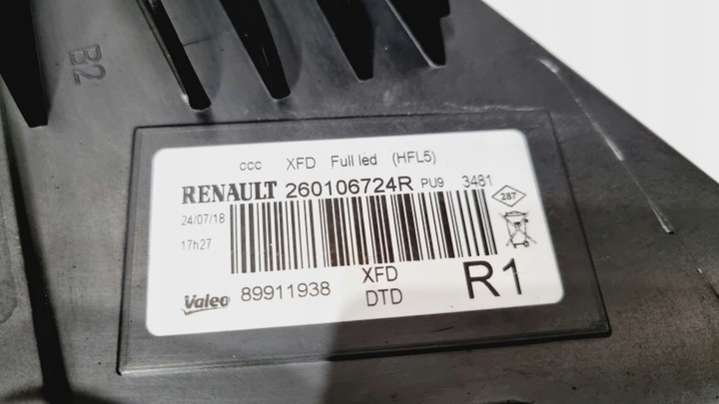 B2
ccc XFD Full led (HFL5)
RENAULT 260106724R PU9 3481
24/07/18
287
17h27
XFD
Valeo 89911938
DTD
R1